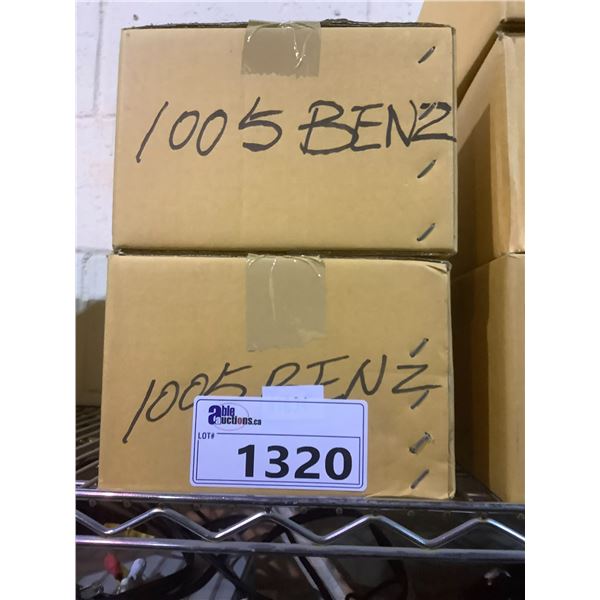 1005 BENZ
1005 BENZ
able
auctions.ca
LOT#
1320